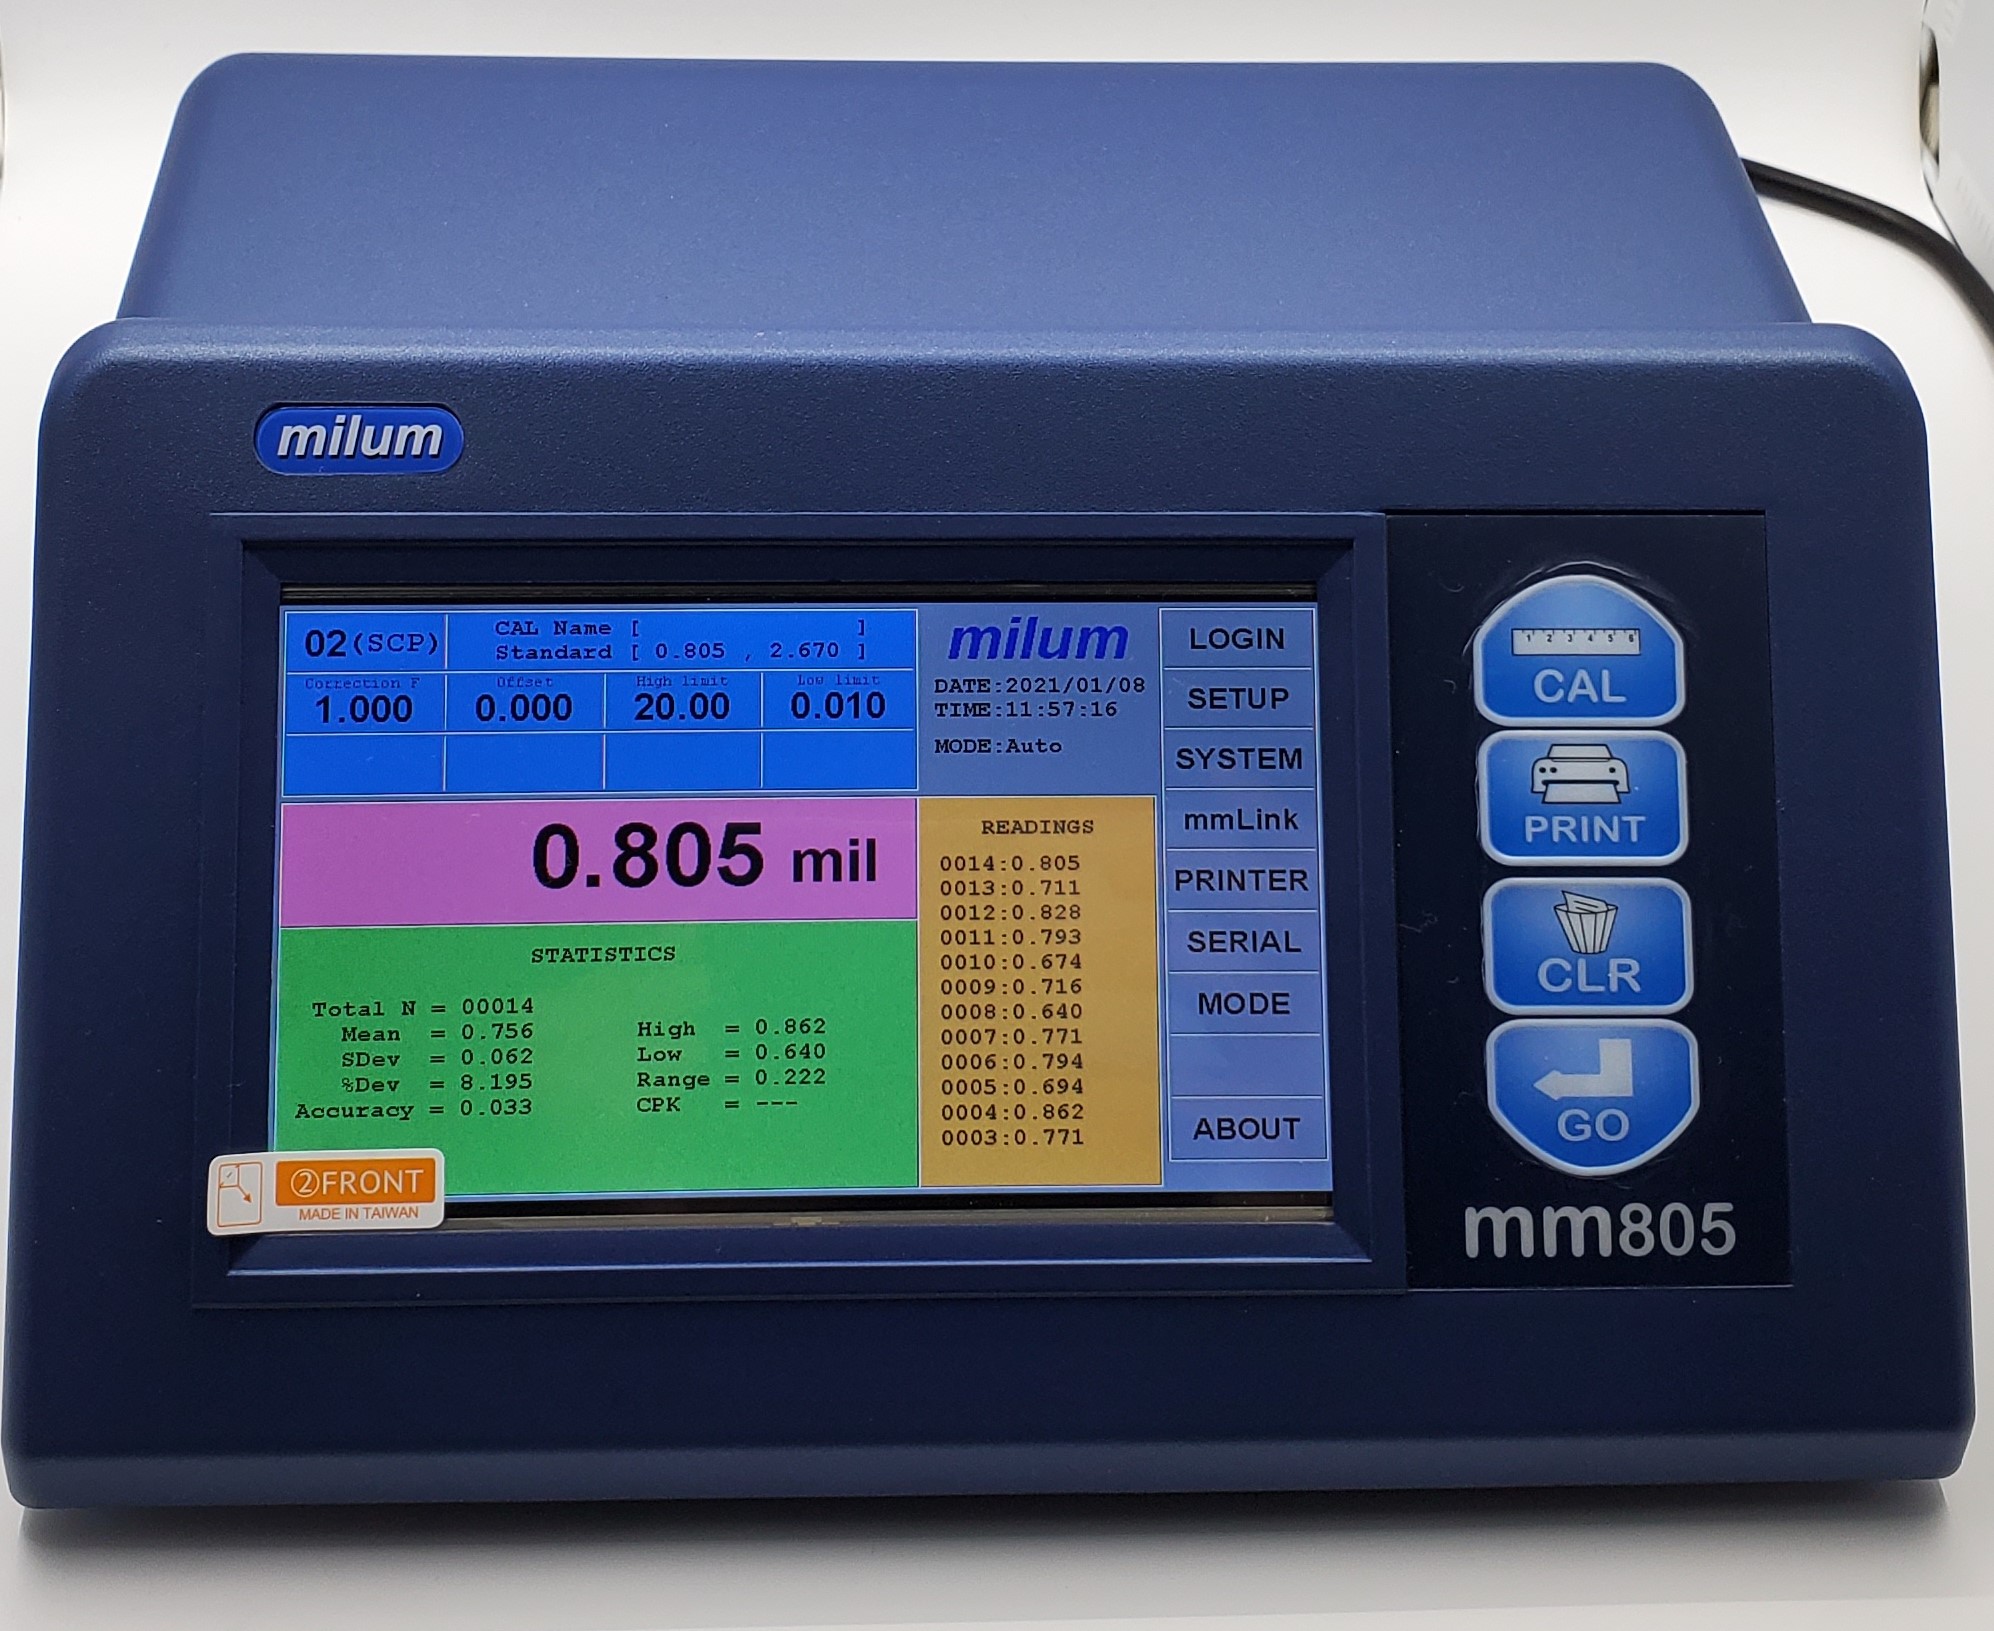 milum
02(SCP)
CAL Name [ ]
Standard [ 0.805 , 2.670 ]
Correction F
Offset
High limit
Low limit
1.000
0.000
20.00
0.010
milum
DATE:2021/01/08
TIME:11:57:16
MODE:Auto
0.805 mil
STATISTICS
Total N = 00014
Mean = 0.756
SDev = 0.062
%Dev = 8.195
Accuracy = 0.033
High = 0.862
Low = 0.640
Range = 0.222
CPK = ---
READINGS
0014:0.805
0013:0.711
0012:0.828
0011:0.793
0010:0.674
0009:0.716
0008:0.640
0007:0.771
0006:0.794
0005:0.694
0004:0.862
0003:0.771
LOGIN
SETUP
SYSTEM
mmLink
PRINTER
SERIAL
MODE
ABOUT
1 2 3 4 5 6
CAL
PRINT
CLR
GO
mm805
②FRONT
MADE IN TAIWAN